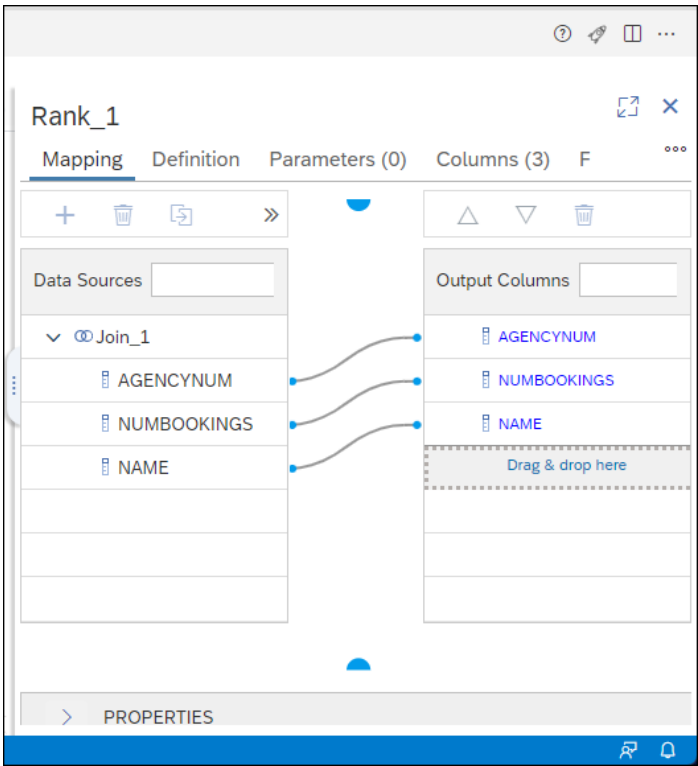 Rank_1
Mapping Definition Parameters (0) Columns (3) F
Data Sources
Output Columns
Join_1
AGENCYNUM
NUMBOOKINGS
NAME
AGENCYNUM
NUMBOOKINGS
NAME
Drag & drop here
PROPERTIES